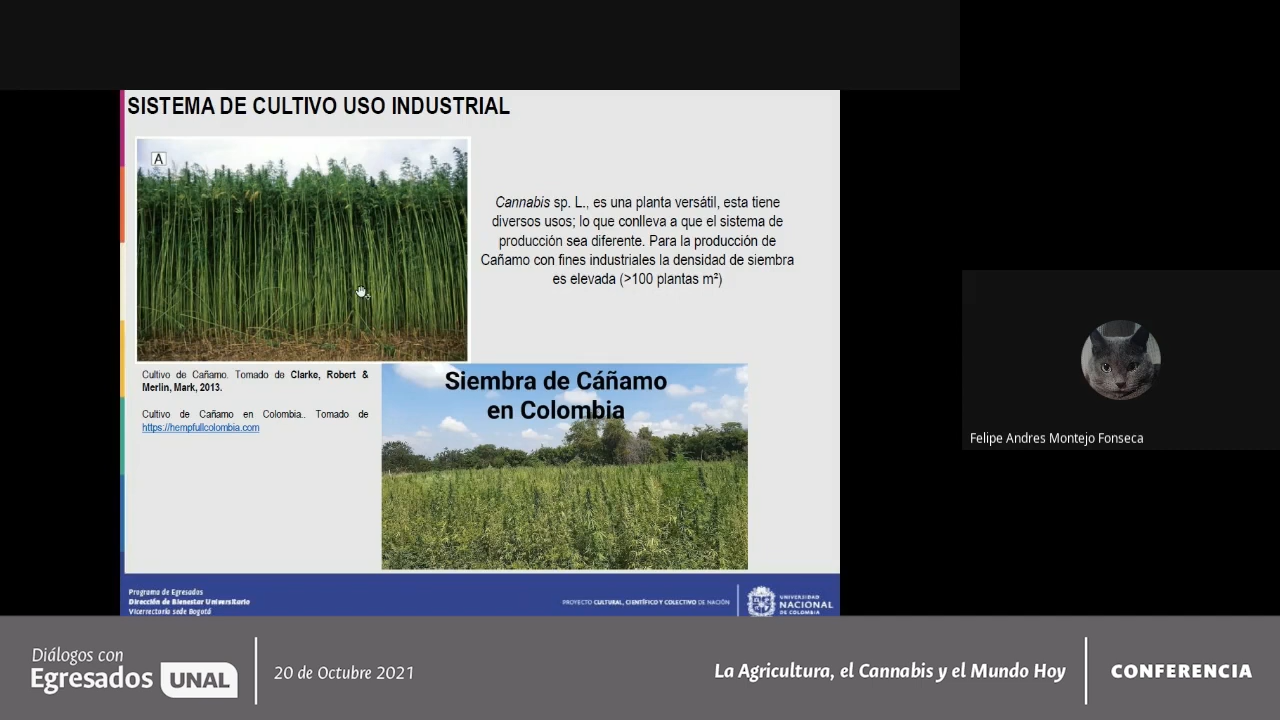 SISTEMA DE CULTIVO USO INDUSTRIAL
A
Cannabis sp. L., es una planta versátil, esta tiene
diversos usos; lo que conlleva a que el sistema de
producción sea diferente. Para la producción de
Cañamo con fines industriales la densidad de siembra
es elevada (>100 plantas m²)
Cultivo de Cañamo. Tomado de Clarke, Robert &
Merlin, Mark, 2013.
Cultivo de Cañamo en Colombia.. Tomado de
https://hempfullcolombia.com
Siembra de Cáñamo
en Colombia
Felipe Andres Montejo Fonseca
Programa de Egresados
Dirección de Bienestar Universitario
Vicerrectoría sede Bogotá
PROYECTO CULTURAL, CIENTÍFICO Y COLECTIVO DE NACIÓN
UNIVERSIDAD
NACIONAL
DE COLOMBIA
Diálogos con
Egresados UNAL
20 de Octubre 2021
La Agricultura, el Cannabis y el Mundo Hoy
CONFERENCIA